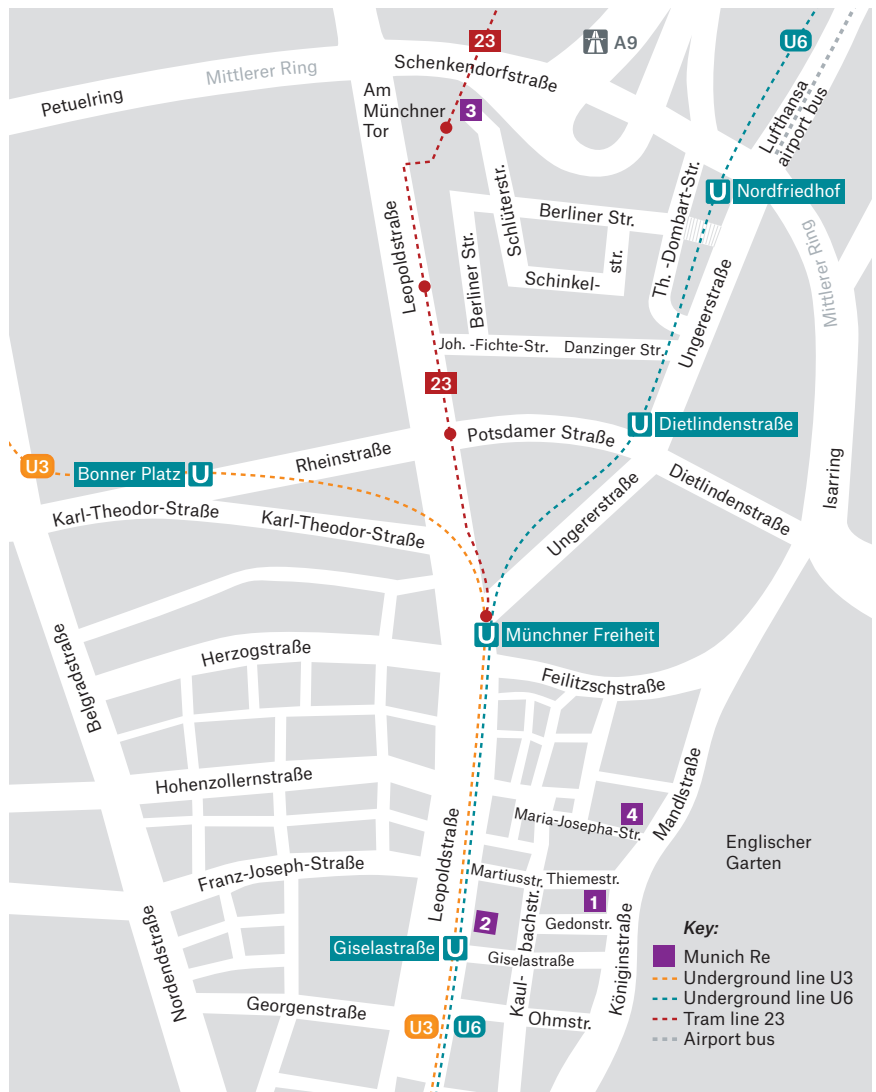 23
A9
U6
Mittlerer Ring
Schenkendorfstraße
Petuelring
Am
Münchner
Tor
3
Lufthansa
airport bus
U Nordfriedhof
Schlüterstr.
Berliner Str.
Th. -Dombart-Str.
Leopoldstraße
Berliner Str.
str.
Schinkel-
Mittlerer Ring
Ungererstraße
Joh. -Fichte-Str.
Danzinger Str.
23
U Dietlindenstraße
Potsdamer Straße
Rheinstraße
U3
Bonner Platz U
Dietlindenstraße
Isarring
Karl-Theodor-Straße
Karl-Theodor-Straße
Ungererstraße
U Münchner Freiheit
Herzogstraße
Belgradstraße
Feilitzschstraße
Hohenzollernstraße
Mandlstraße
4
Maria-Josepha-Str.
Englischer
Garten
Leopoldstraße
Franz-Joseph-Straße
Martiusstr.
Thiemestr.
1
2
Gedonstr.
Kaul-
bachstr.
Königinstraße
Nordendstraße
Giselastraße U
Giselastraße
Georgenstraße
U3
U6
Ohmstr.
Key:
Munich Re
Underground line U3
Underground line U6
Tram line 23
Airport bus